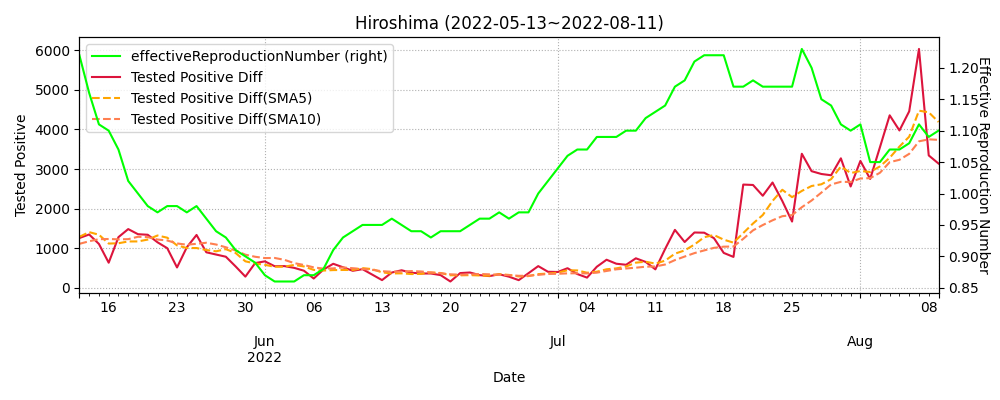 Hiroshima (2022-05-13~2022-08-11)
effectiveReproductionNumber (right)
Tested Positive Diff
Tested Positive Diff(SMA5)
Tested Positive Diff(SMA10)
Tested Positive
6000
5000
4000
3000
2000
1000
0
1.20
1.15
1.10
1.05
1.00
0.95
0.90
0.85
Effective Reproduction Number
16 23 30 06 13 20 27 04 11 18 25 08
Jun Jul Aug
2022
Date